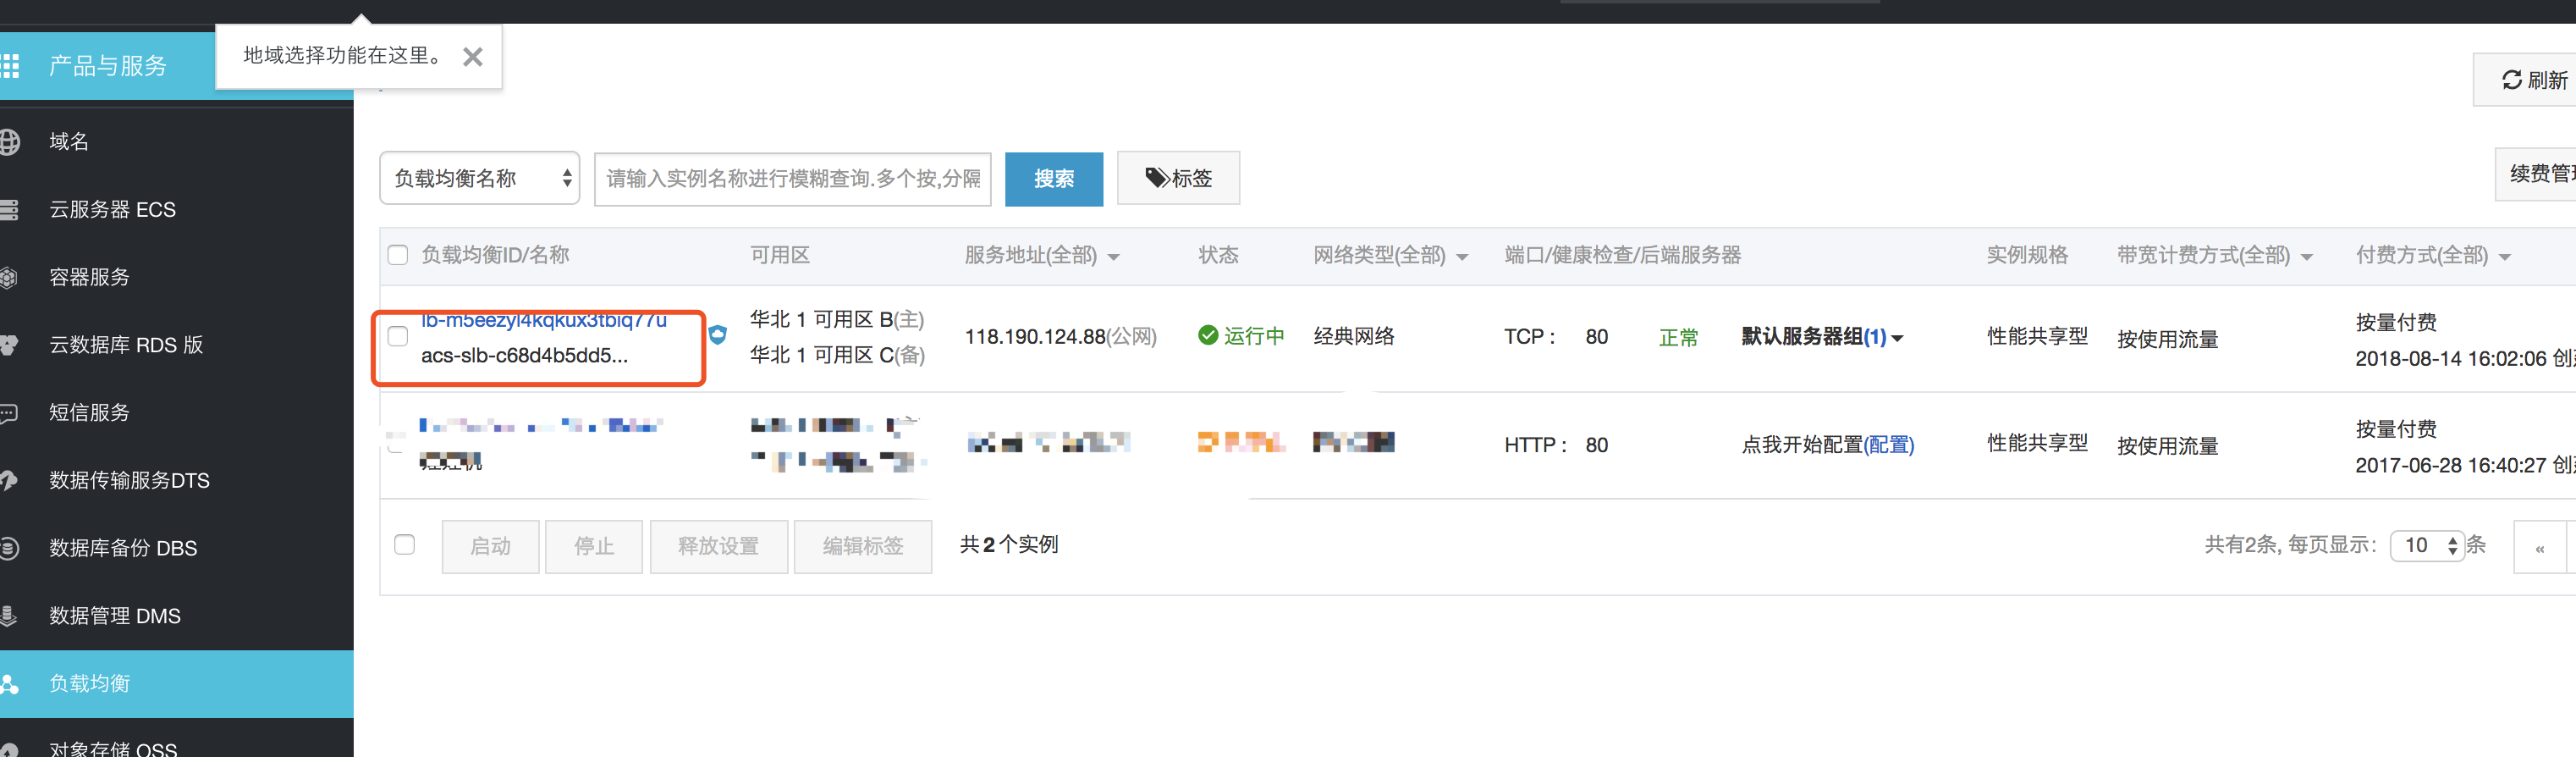 地域选择功能在这里。
产品与服务
刷新
域名
云服务器 ECS
容器服务
云数据库 RDS 版
短信服务
数据传输服务DTS
数据库备份 DBS
数据管理 DMS
负载均衡
对象存储 OSS
负载均衡名称
请输入实例名称进行模糊查询.多个按,分隔
搜索
标签
续费管理
负载均衡ID/名称 可用区 服务地址(全部) 状态 网络类型(全部) 端口/健康检查/后端服务器 实例规格 带宽计费方式(全部) 付费方式(全部)
lb-m5eezyl4kqkux3tbiq77u
acs-slb-c68d4b5dd5...
华北 1 可用区 B(主)
华北 1 可用区 C(备)
118.190.124.88(公网)
运行中
经典网络
TCP : 80 正常 默认服务器组(1)
性能共享型
按使用流量
按量付费
2018-08-14 16:02:06 创
HTTP : 80 点我开始配置(配置)
性能共享型
按使用流量
按量付费
2017-06-28 16:40:27 创
启动 停止 释放设置 编辑标签 共 2 个实例
共有2条, 每页显示: 10 条 «